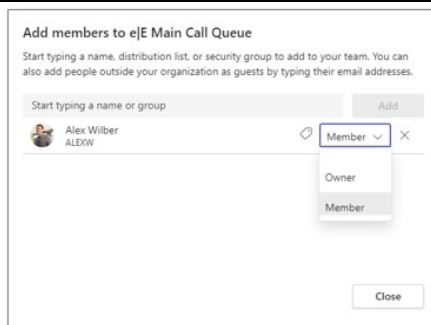 Add members to e|E Main Call Queue
Start typing a name, distribution list, or security group to add to your team. You can
also add people outside your organization as guests by typing their email addresses.
Start typing a name or group
Add
Alex Wilber
ALEXW
Member
Owner
Member
Close